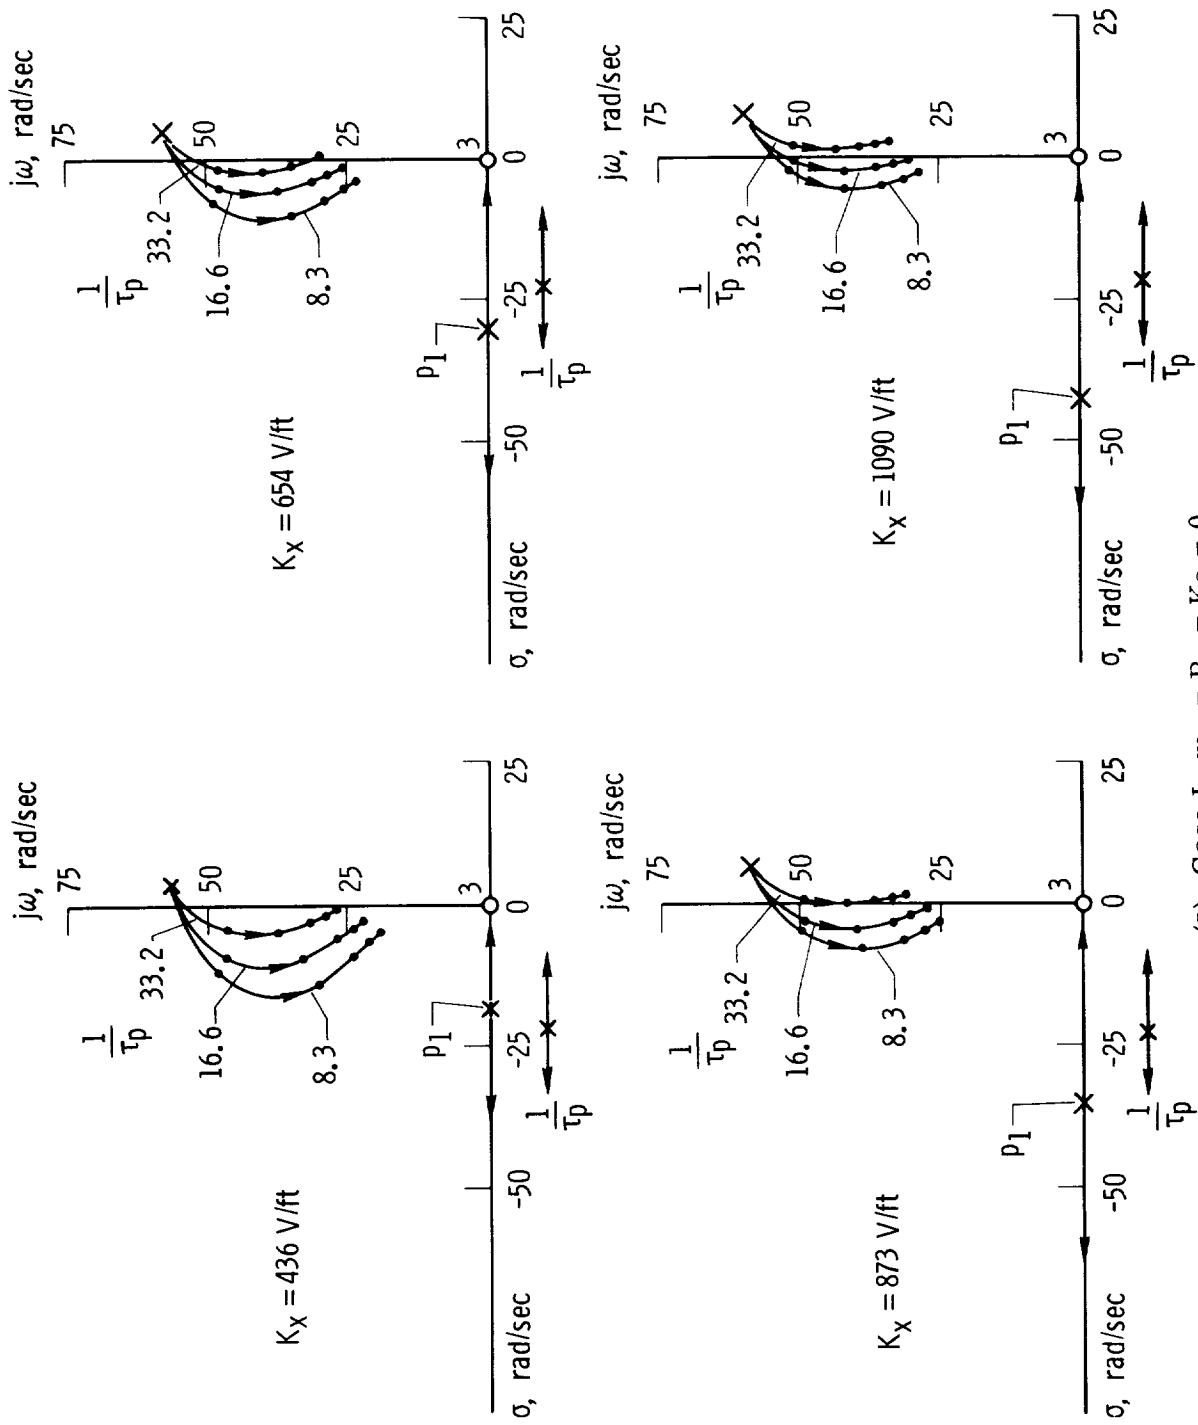 jω, rad/sec
75
50
25
3
0
25
-25
-50
σ, rad/sec
1
τp
33.2
16.6
8.3
p1
1
τp
Kx = 436 V/ft
jω, rad/sec
75
50
25
3
0
25
-25
-50
σ, rad/sec
1
τp
33.2
16.6
8.3
p1
1
τp
Kx = 654 V/ft
jω, rad/sec
75
50
25
3
0
25
-25
-50
σ, rad/sec
1
τp
33.2
16.6
8.3
p1
1
τp
Kx = 873 V/ft
jω, rad/sec
75
50
25
3
0
25
-25
-50
σ, rad/sec
1
τp
33.2
16.6
8.3
p1
1
τp
Kx = 1090 V/ft